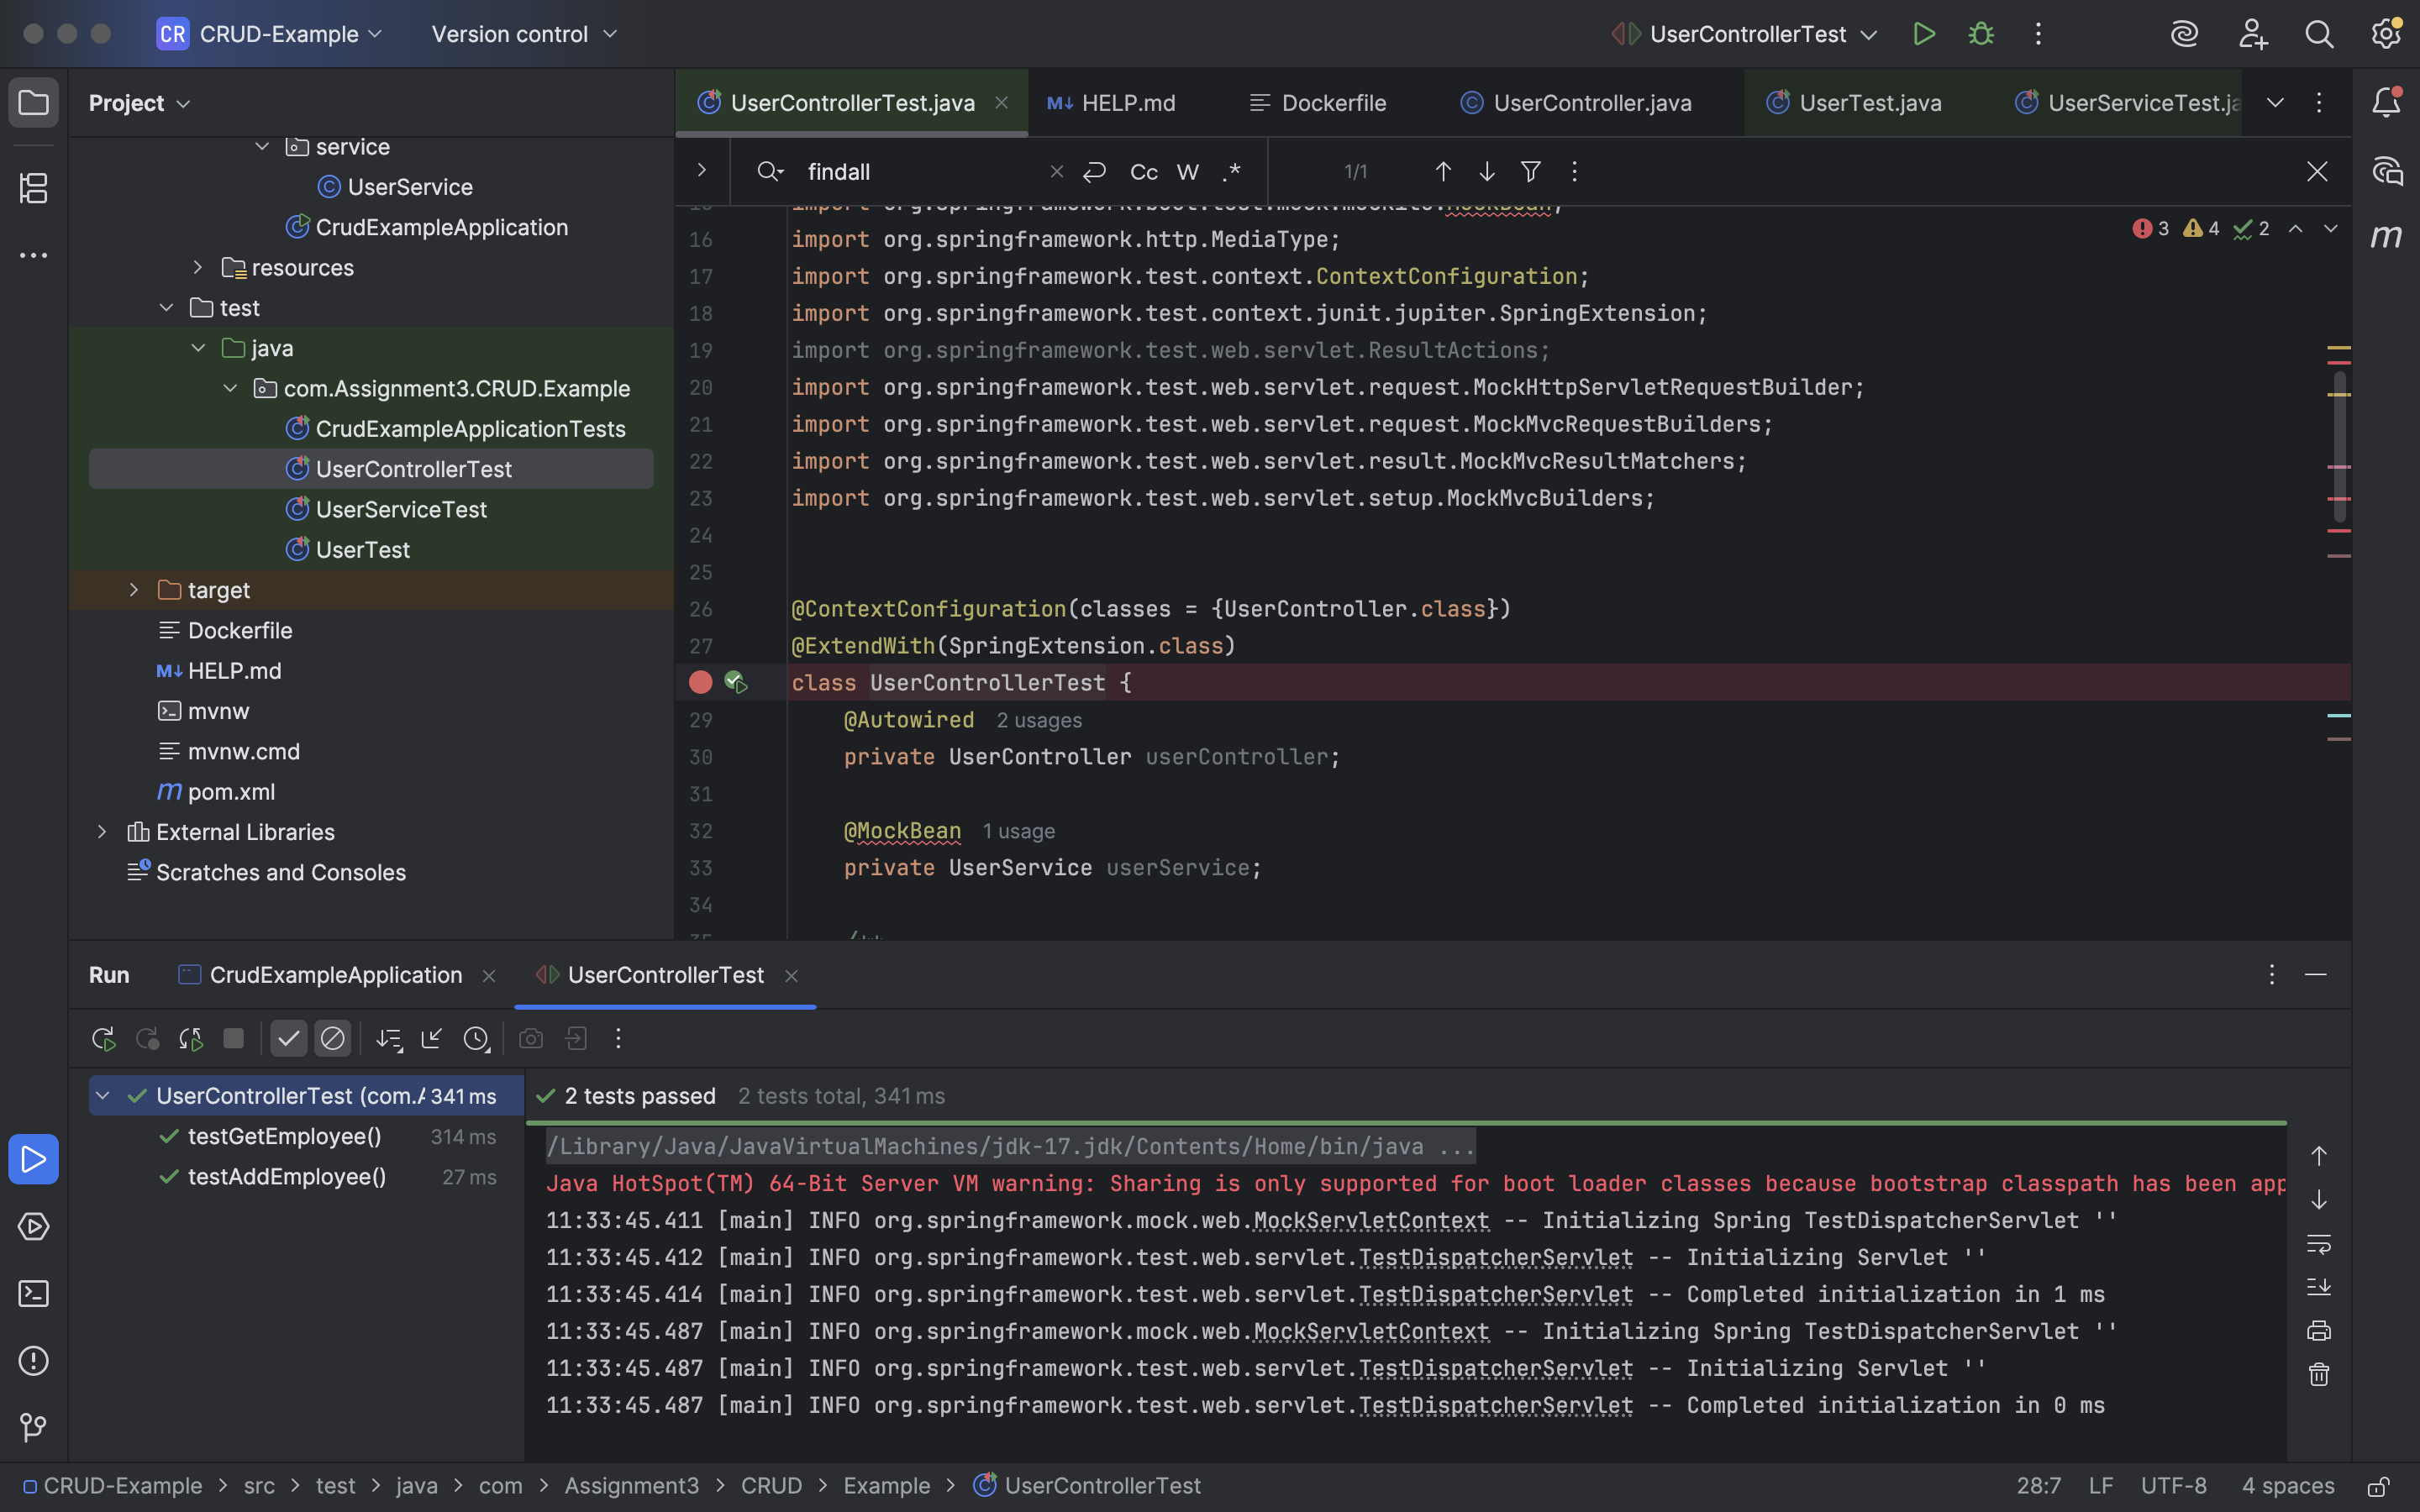 CR CRUD-Example Version control UserControllerTest
Project
service
UserService
CrudExampleApplication
resources
test
java
com.Assignment3.CRUD.Example
CrudExampleApplicationTests
UserControllerTest
UserServiceTest
UserTest
target
Dockerfile
M↓ HELP.md
mvnw
mvnw.cmd
m pom.xml
External Libraries
Scratches and Consoles
UserControllerTest.java M↓ HELP.md Dockerfile UserController.java UserTest.java UserServiceTest.ja
findall Cc W .* 1/1
3 4 2
16 import org.springframework.http.MediaType;
17 import org.springframework.test.context.ContextConfiguration;
18 import org.springframework.test.context.junit.jupiter.SpringExtension;
19 import org.springframework.test.web.servlet.ResultActions;
20 import org.springframework.test.web.servlet.request.MockHttpServletRequestBuilder;
21 import org.springframework.test.web.servlet.request.MockMvcRequestBuilders;
22 import org.springframework.test.web.servlet.result.MockMvcResultMatchers;
23 import org.springframework.test.web.servlet.setup.MockMvcBuilders;
24
25
26 @ContextConfiguration(classes = {UserController.class})
27 @ExtendWith(SpringExtension.class)
class UserControllerTest {
29 @Autowired 2 usages
30 private UserController userController;
31
32 @MockBean 1 usage
33 private UserService userService;
34
Run CrudExampleApplication UserControllerTest
UserControllerTest (com.A 341 ms
testGetEmployee() 314 ms
testAddEmployee() 27 ms
2 tests passed 2 tests total, 341 ms
/Library/Java/JavaVirtualMachines/jdk-17.jdk/Contents/Home/bin/java ...
Java HotSpot(TM) 64-Bit Server VM warning: Sharing is only supported for boot loader classes because bootstrap classpath has been app
11:33:45.411 [main] INFO org.springframework.mock.web.MockServletContext -- Initializing Spring TestDispatcherServlet ''
11:33:45.412 [main] INFO org.springframework.test.web.servlet.TestDispatcherServlet -- Initializing Servlet ''
11:33:45.414 [main] INFO org.springframework.test.web.servlet.TestDispatcherServlet -- Completed initialization in 1 ms
11:33:45.487 [main] INFO org.springframework.mock.web.MockServletContext -- Initializing Spring TestDispatcherServlet ''
11:33:45.487 [main] INFO org.springframework.test.web.servlet.TestDispatcherServlet -- Initializing Servlet ''
11:33:45.487 [main] INFO org.springframework.test.web.servlet.TestDispatcherServlet -- Completed initialization in 0 ms
CRUD-Example > src > test > java > com > Assignment3 > CRUD > Example > UserControllerTest 28:7 LF UTF-8 4 spaces